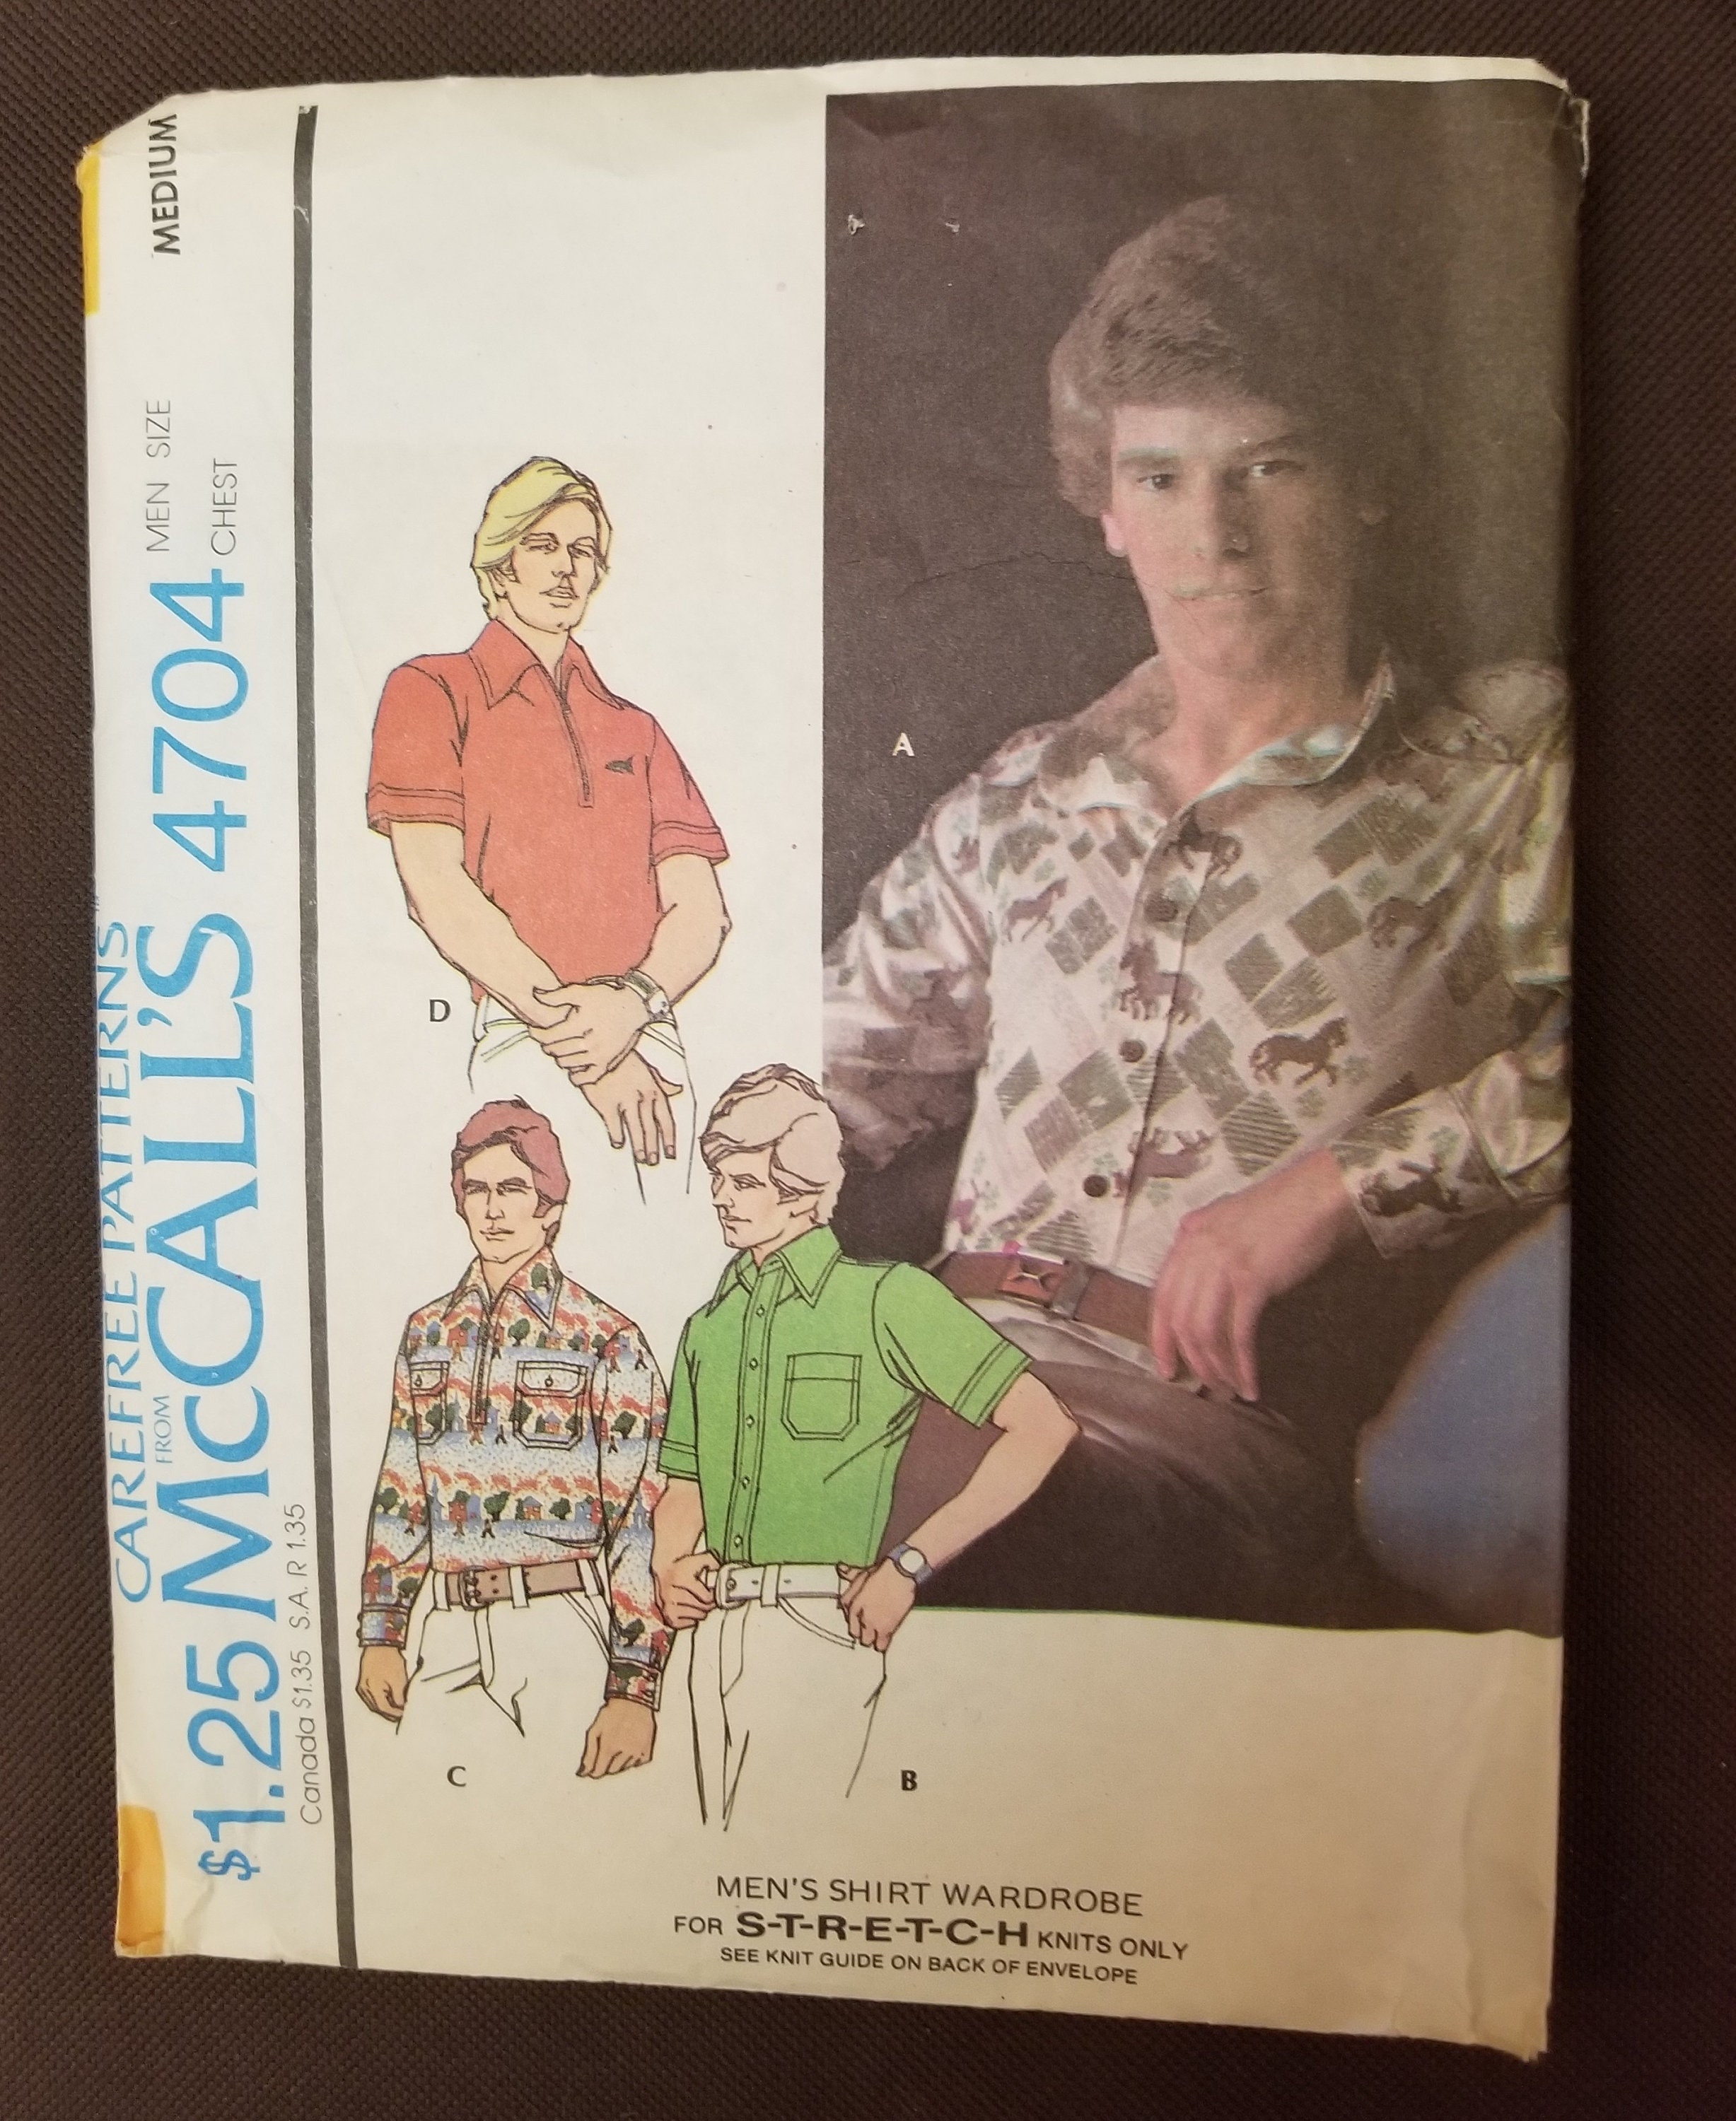 MEDIUM
MEN SIZE
CHEST
CAREFREE PATTERNS"
FROM
McCALL'S 4704
$1.25
Canada $1.35 S.A. R 1.35
A
D
C
B
MEN'S SHIRT WARDROBE
FOR S-T-R-E-T-C-H KNITS ONLY
SEE KNIT GUIDE ON BACK OF ENVELOPE